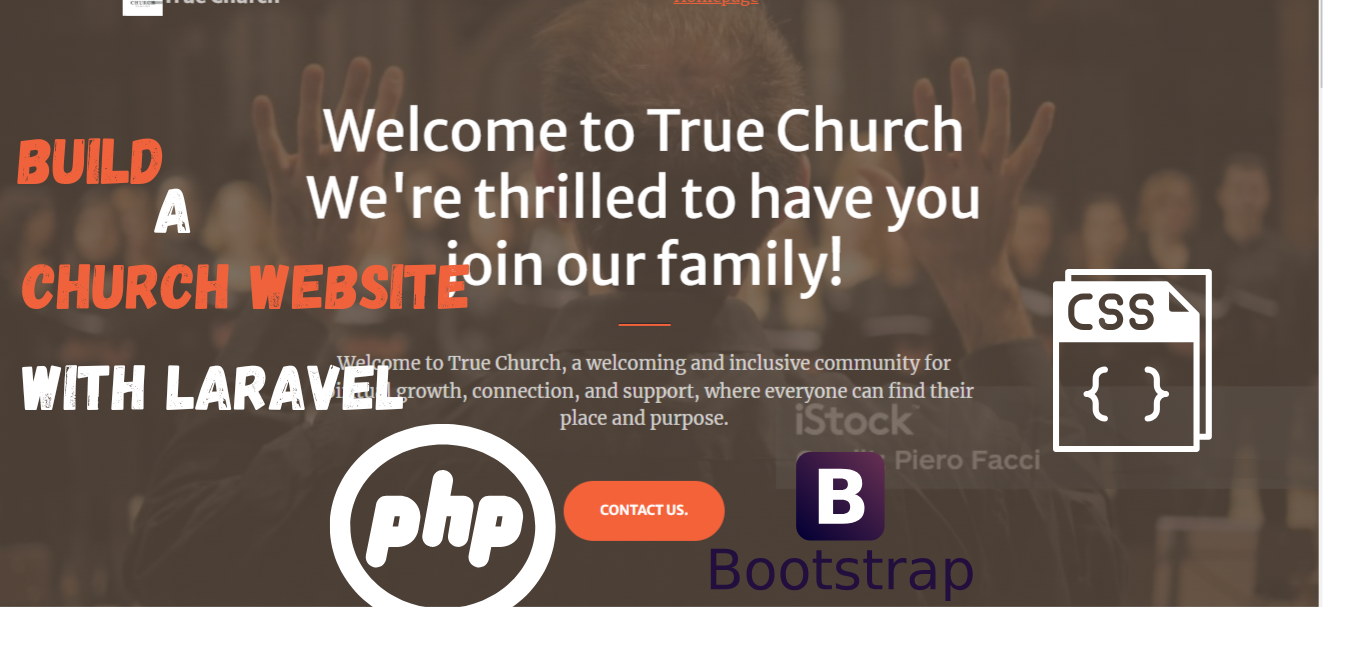 True Church
Homepage
Welcome to True Church
We're thrilled to have you
join our family!
BUILD
A
CHURCH WEBSITE
WITH LARAVEL
Welcome to True Church, a welcoming and inclusive community for
growth, connection, and support, where everyone can find their
place and purpose.
iStock
Piero Facci
CONTACT US.
php
B
Bootstrap
CSS
{ }